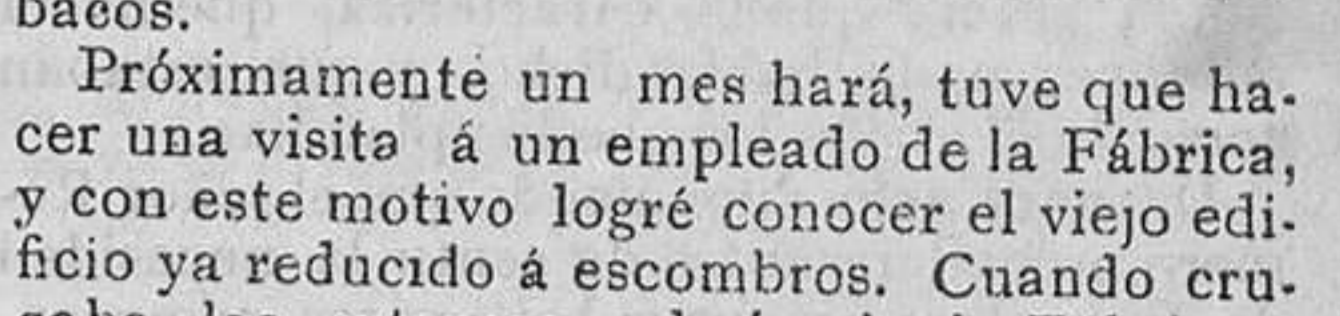 bacos.
Próximamente un mes hará, tuve que ha-
cer una visita á un empleado de la Fábrica,
y con este motivo logré conocer el viejo edi-
ficio ya reducido á escombros. Cuando cru-